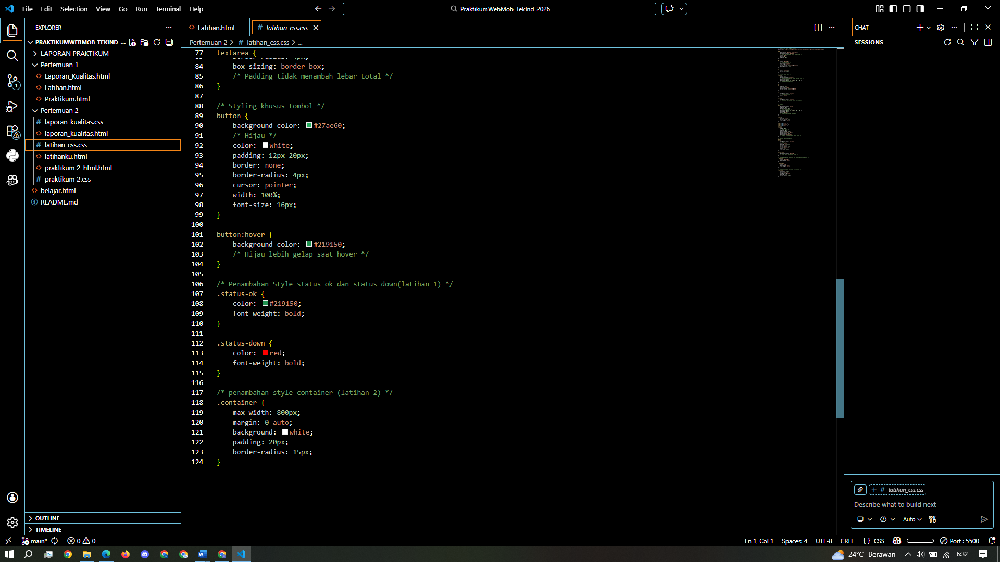 File Edit Selection View Go Run Terminal Help
PraktikumWebMob_TekInd_2026
EXPLORER
PRAKTIKUMWEBMOB_TEKIND_...
LAPORAN PRAKTIKUM
Pertemuan 1
Laporan_Kualitas.html
Latihan.html
Praktikum.html
Pertemuan 2
laporan_kualitas.css
laporan_kualitas.html
latihan_css.css
latihanku.html
praktikum 2_html.html
praktikum 2.css
belajar.html
README.md
OUTLINE
TIMELINE
Latihan.html
# latihan_css.css
Pertemuan 2 > # latihan_css.css > ...
77 textarea {
84 box-sizing: border-box;
85 /* Padding tidak menambah lebar total */
86 }
87
88 /* Styling khusus tombol */
89 button {
90 background-color: #27ae60;
91 /* Hijau */
92 color: white;
93 padding: 12px 20px;
94 border: none;
95 border-radius: 4px;
96 cursor: pointer;
97 width: 100%;
98 font-size: 16px;
99 }
100
101 button:hover {
102 background-color: #219150;
103 /* Hijau lebih gelap saat hover */
104 }
105
106 /* Penambahan Style status ok dan status down(latihan 1) */
107 .status-ok {
108 color: #219150;
109 font-weight: bold;
110 }
111
112 .status-down {
113 color: red;
114 font-weight: bold;
115 }
116
117 /* penambahan style container (latihan 2) */
118 .container {
119 max-width: 800px;
120 margin: 0 auto;
121 background: white;
122 padding: 20px;
123 border-radius: 15px;
124 }
CHAT
SESSIONS
# latihan_css.css
Describe what to build next
Auto
main* 0 0
Ln 1, Col 1 Spaces: 4 UTF-8 CRLF { } CSS Port : 5500
24°C Berawan 6:32